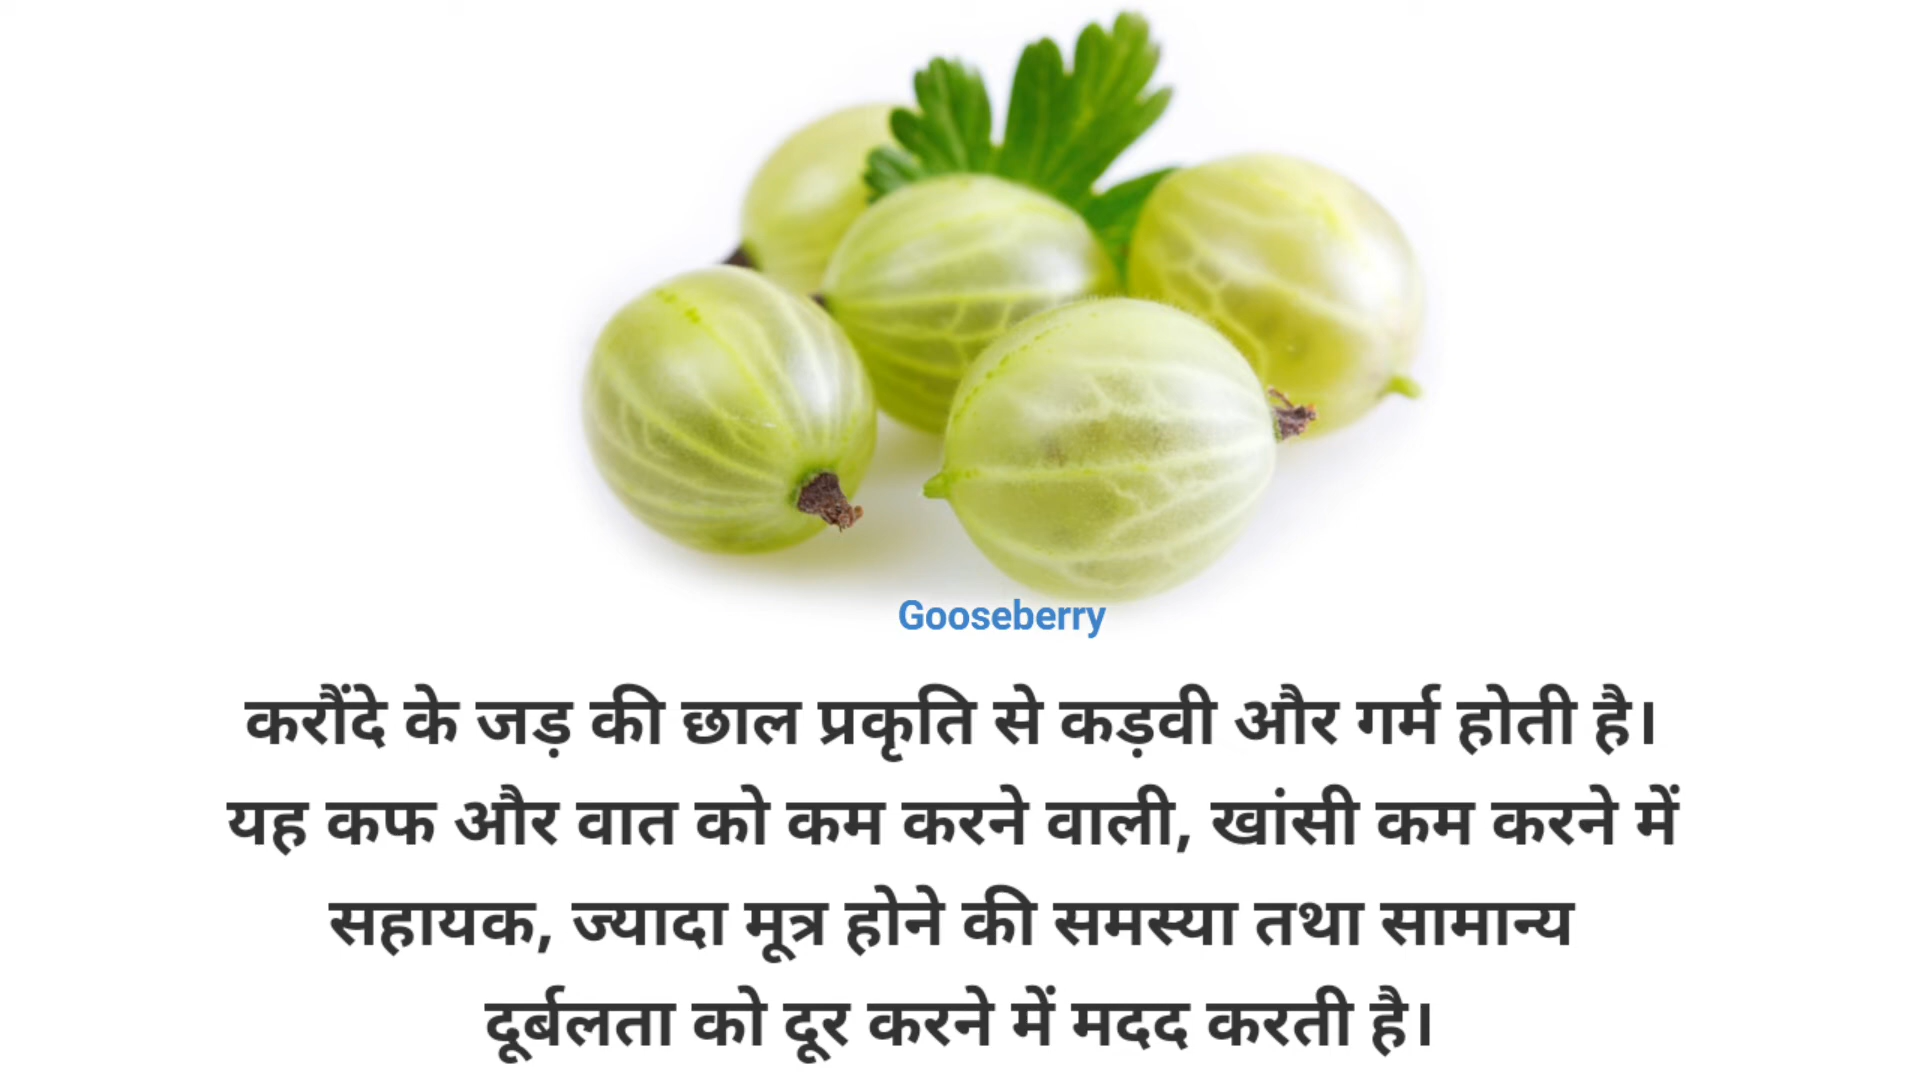 Gooseberry
करौंदे के जड़ की छाल प्रकृति से कड़वी और गर्म होती है।
यह कफ और वात को कम करने वाली, खांसी कम करने में
सहायक, ज्यादा मूत्र होने की समस्या तथा सामान्य
दूर्बलता को दूर करने में मदद करती है।